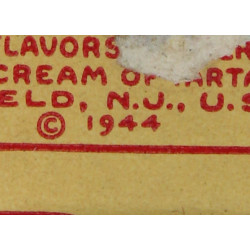 FLAVORS
CREAM OF TARTA
ELD, N.J., U.S
© 1944